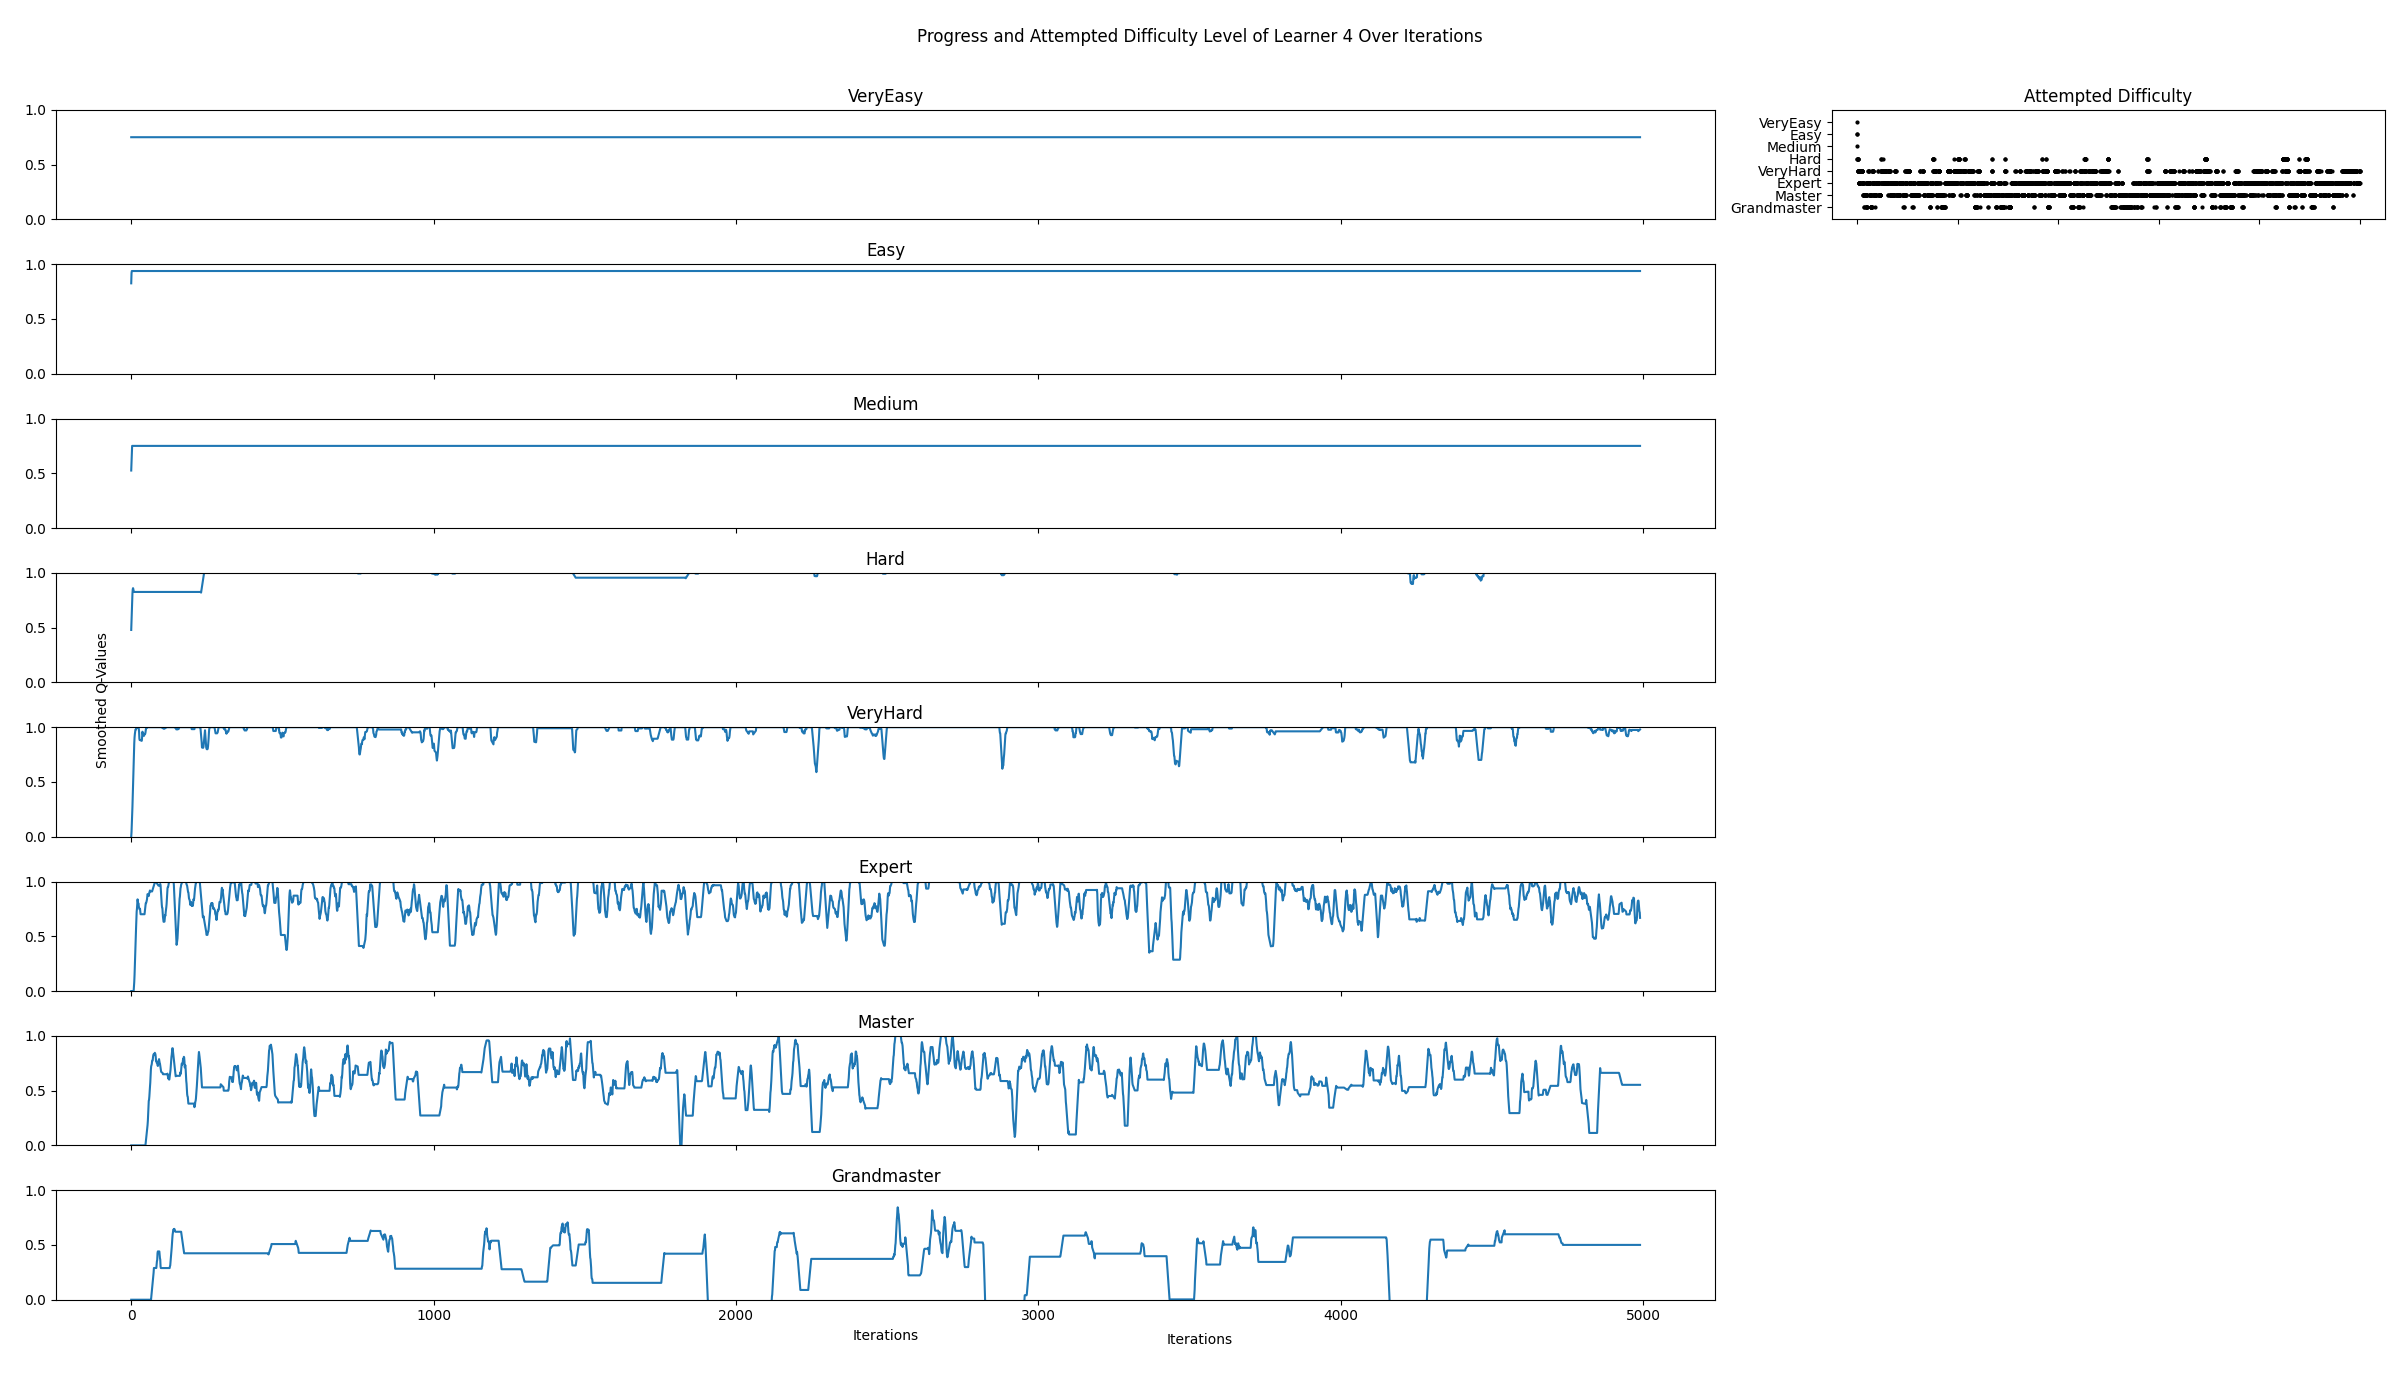 Progress and Attempted Difficulty Level of Learner 4 Over Iterations
VeryEasy
1.0
0.5
0.0
Attempted Difficulty
VeryEasy
Easy
Medium
Hard
VeryHard
Expert
Master
Grandmaster
Easy
1.0
0.5
0.0
Medium
1.0
0.5
0.0
Hard
1.0
0.5
0.0
Smoothed Q-Values
VeryHard
1.0
0.5
0.0
Expert
1.0
0.5
0.0
Master
1.0
0.5
0.0
Grandmaster
1.0
0.5
0.0
0 1000 2000 3000 4000 5000
Iterations
Iterations